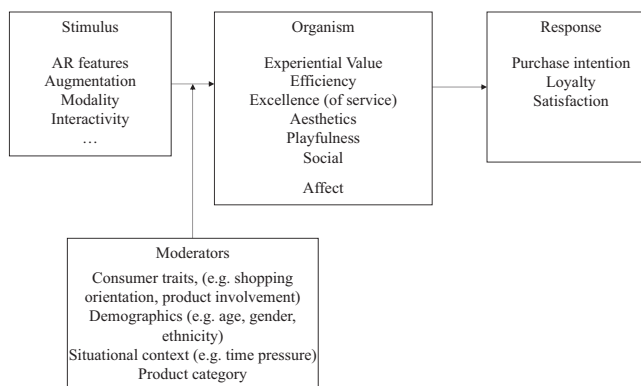 Stimulus
AR features
Augmentation
Modality
Interactivity
…
Organism
Experiential Value
Efficiency
Excellence (of service)
Aesthetics
Playfulness
Social
Affect
Response
Purchase intention
Loyalty
Satisfaction
Moderators
Consumer traits, (e.g. shopping
orientation, product involvement)
Demographics (e.g. age, gender,
ethnicity)
Situational context (e.g. time pressure)
Product category